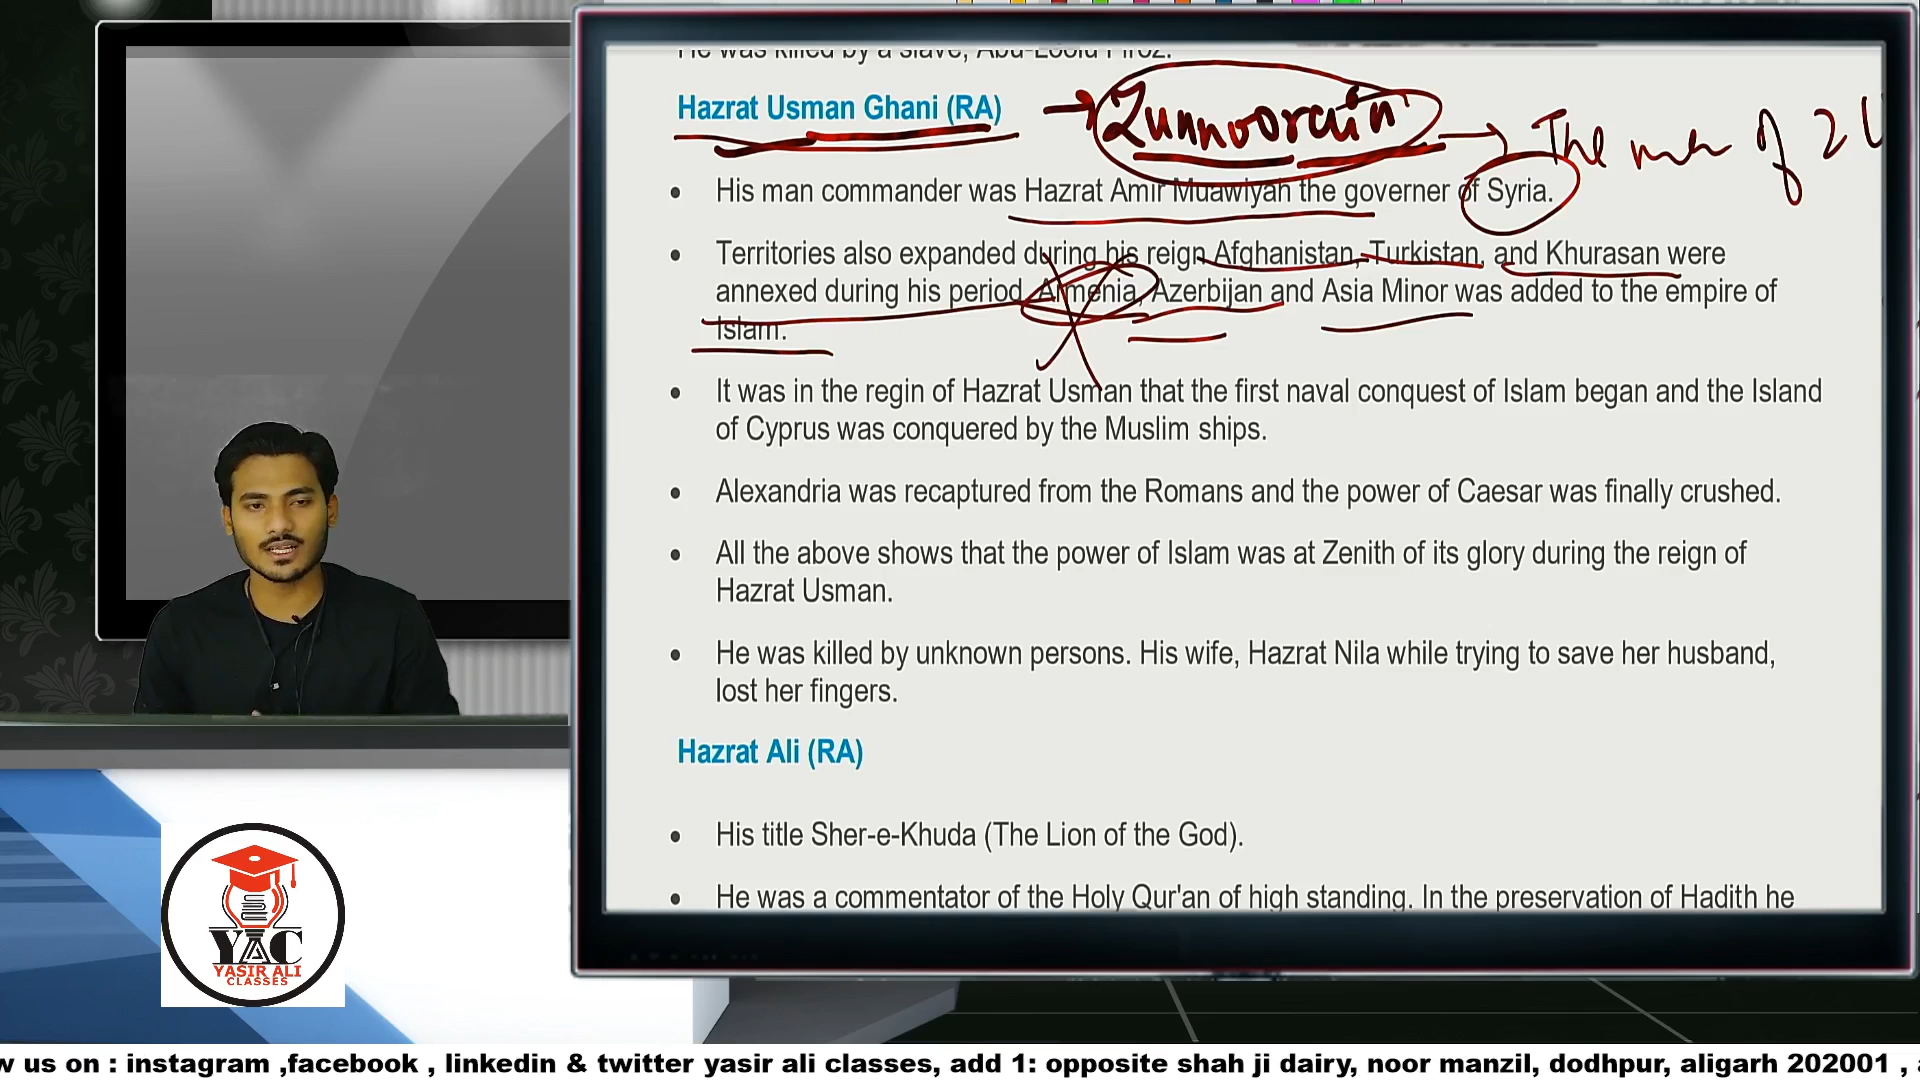 He was killed by a slave, Abu-Loolu Firoz.
Hazrat Usman Ghani (RA)
→ Zunnoorain → The man of 2 L
• His man commander was Hazrat Amir Muawiyah the governer of Syria.
• Territories also expanded during his reign Afghanistan, Turkistan, and Khurasan were
annexed during his period. Armenia, Azerbijan and Asia Minor was added to the empire of
Islam.
• It was in the regin of Hazrat Usman that the first naval conquest of Islam began and the Island
of Cyprus was conquered by the Muslim ships.
• Alexandria was recaptured from the Romans and the power of Caesar was finally crushed.
• All the above shows that the power of Islam was at Zenith of its glory during the reign of
Hazrat Usman.
• He was killed by unknown persons. His wife, Hazrat Nila while trying to save her husband,
lost her fingers.
Hazrat Ali (RA)
• His title Sher-e-Khuda (The Lion of the God).
• He was a commentator of the Holy Qur'an of high standing. In the preservation of Hadith he
YAC
YASIR ALI
CLASSES
w us on : instagram ,facebook , linkedin & twitter yasir ali classes, add 1: opposite shah ji dairy, noor manzil, dodhpur, aligarh 202001 ,